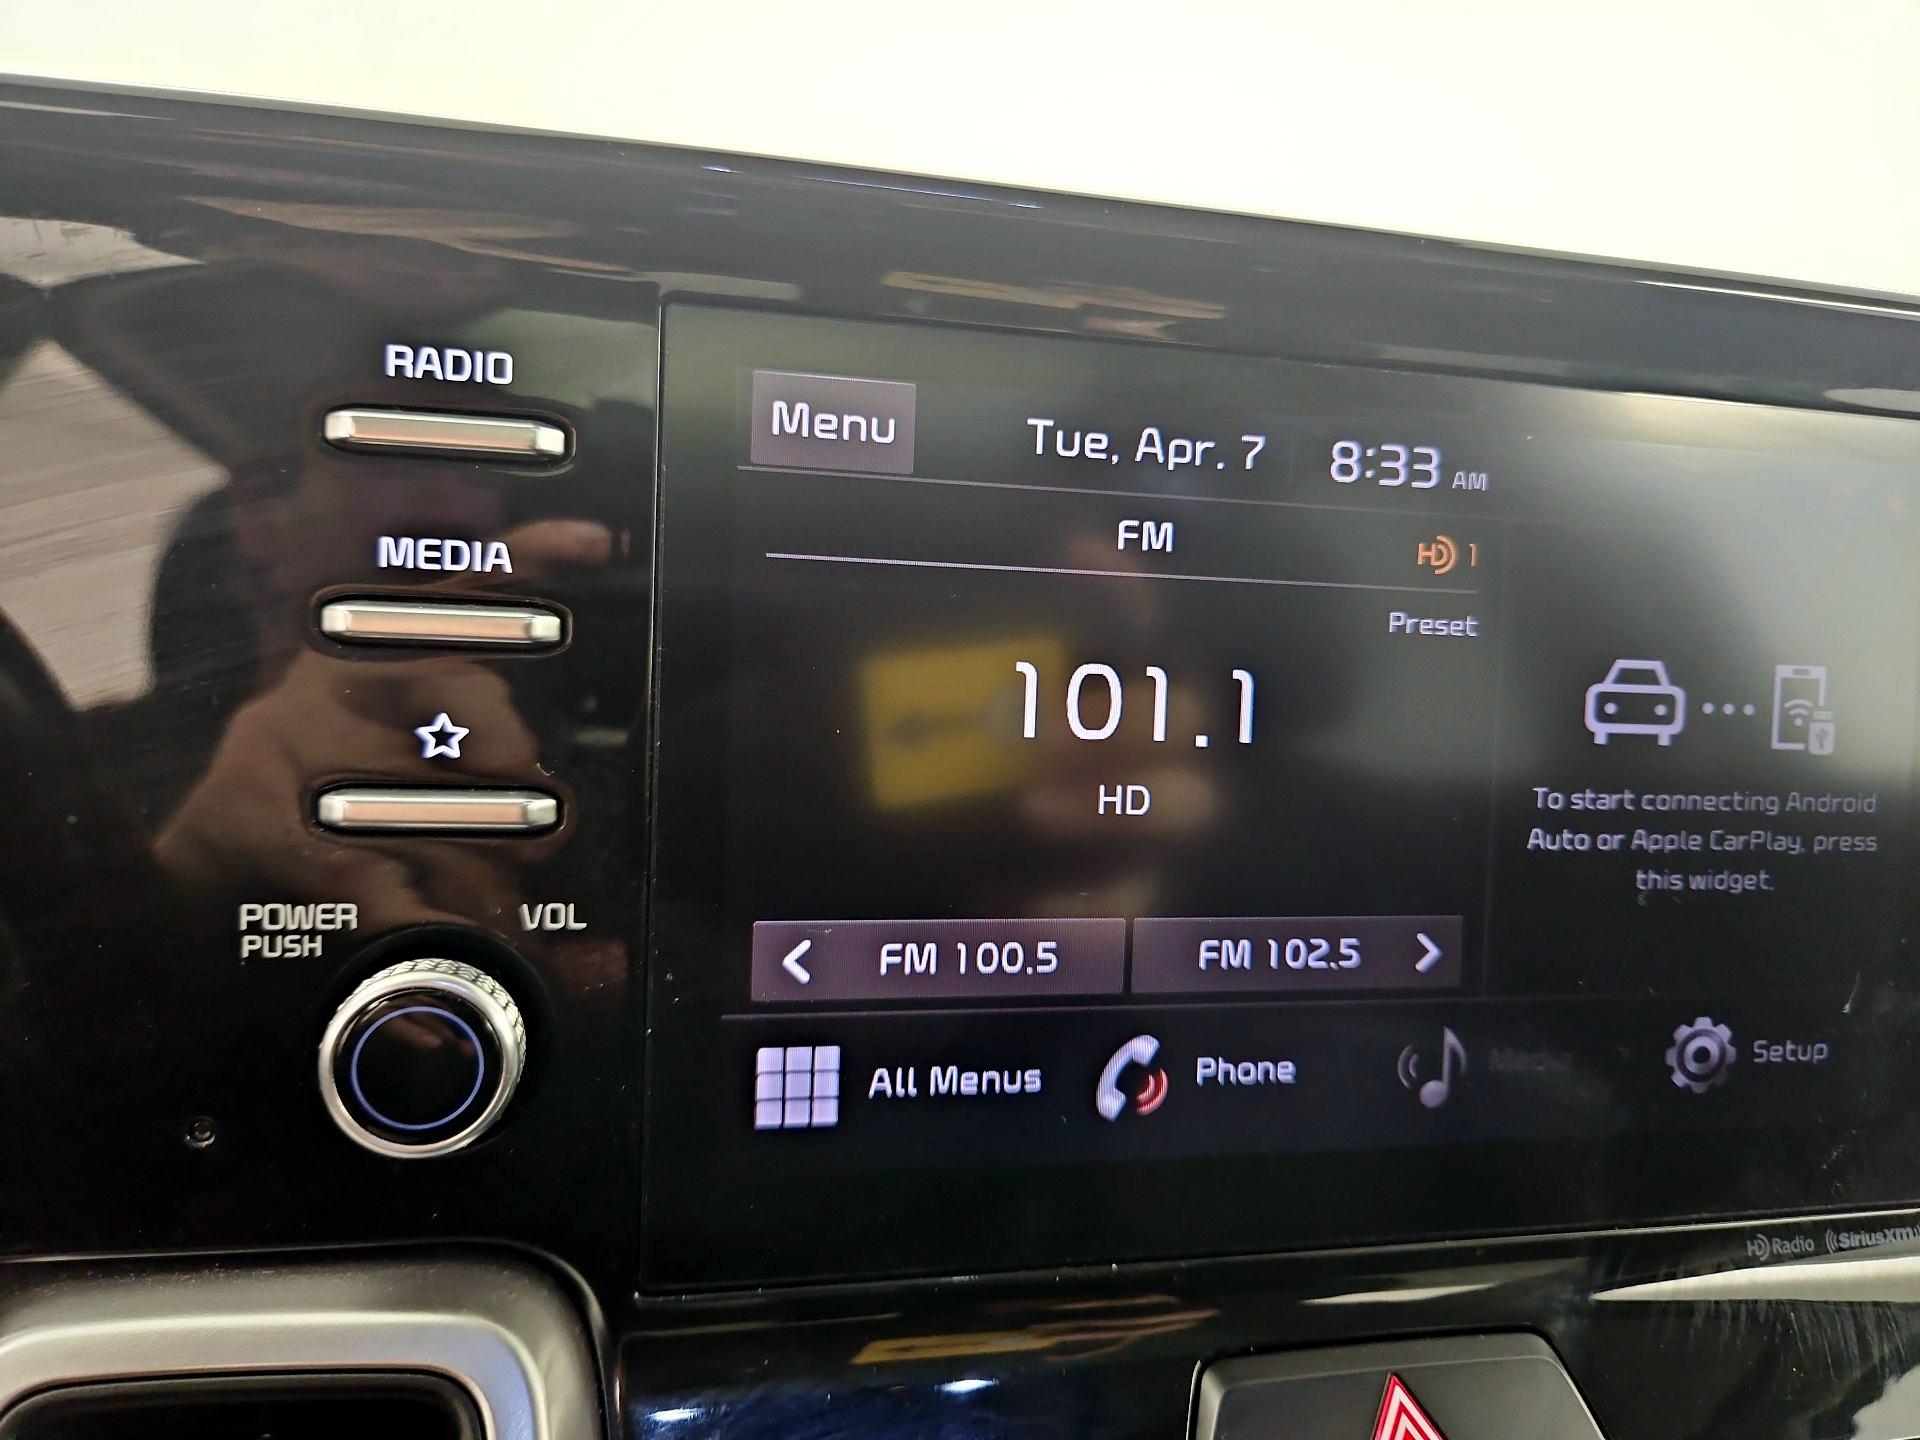 RADIO
MEDIA
POWER
PUSH
VOL
Menu
Tue, Apr. 7
8:33 AM
FM
HD 1
Preset
101.1
HD
To start connecting Android
Auto or Apple CarPlay, press
this widget.
FM 100.5
FM 102.5
All Menus
Phone
Media
Setup
HD Radio
SiriusXM